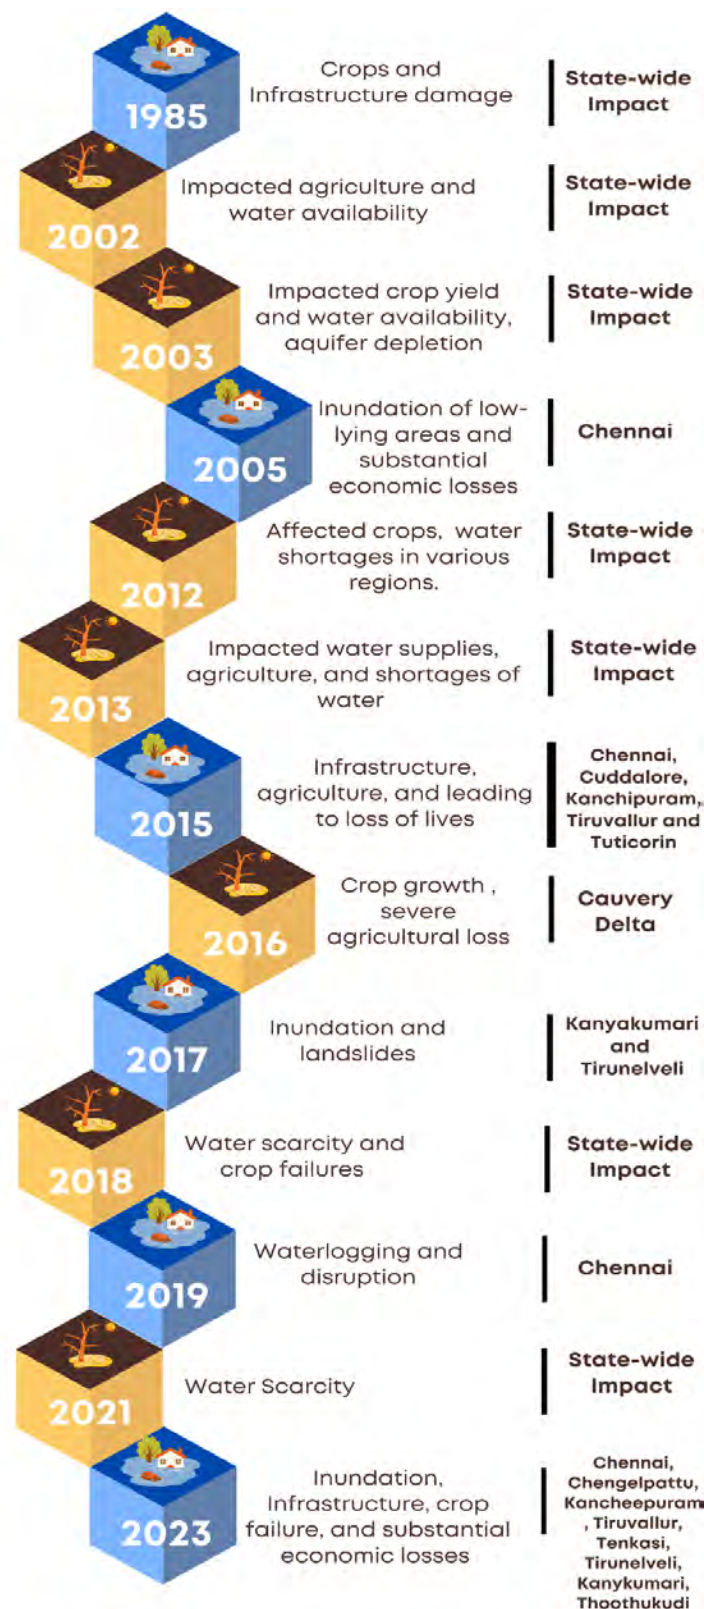 1985
Crops and
Infrastructure damage
State-wide
Impact
2002
Impacted agriculture and
water availability
State-wide
Impact
2003
Impacted crop yield
and water availability,
aquifer depletion
State-wide
Impact
2005
Inundation of low-
lying areas and
substantial
economic losses
Chennai
2012
Affected crops, water
shortages in various
regions.
State-wide
Impact
2013
Impacted water supplies,
agriculture, and shortages of
water
State-wide
Impact
2015
Infrastructure,
agriculture, and leading
to loss of lives
Chennai,
Cuddalore,
Kanchipuram,
Tiruvallur and
Tuticorin
2016
Crop growth ,
severe
agricultural loss
Cauvery
Delta
2017
Inundation and
landslides
Kanyakumari
and
Tirunelveli
2018
Water scarcity and
crop failures
State-wide
Impact
2019
Waterlogging and
disruption
Chennai
2021
Water Scarcity
State-wide
Impact
2023
Inundation,
Infrastructure, crop
failure, and substantial
economic losses
Chennai,
Chengelpattu,
Kancheepuram
, Tiruvallur,
Tenkasi,
Tirunelveli,
Kanykumari,
Thoothukudi